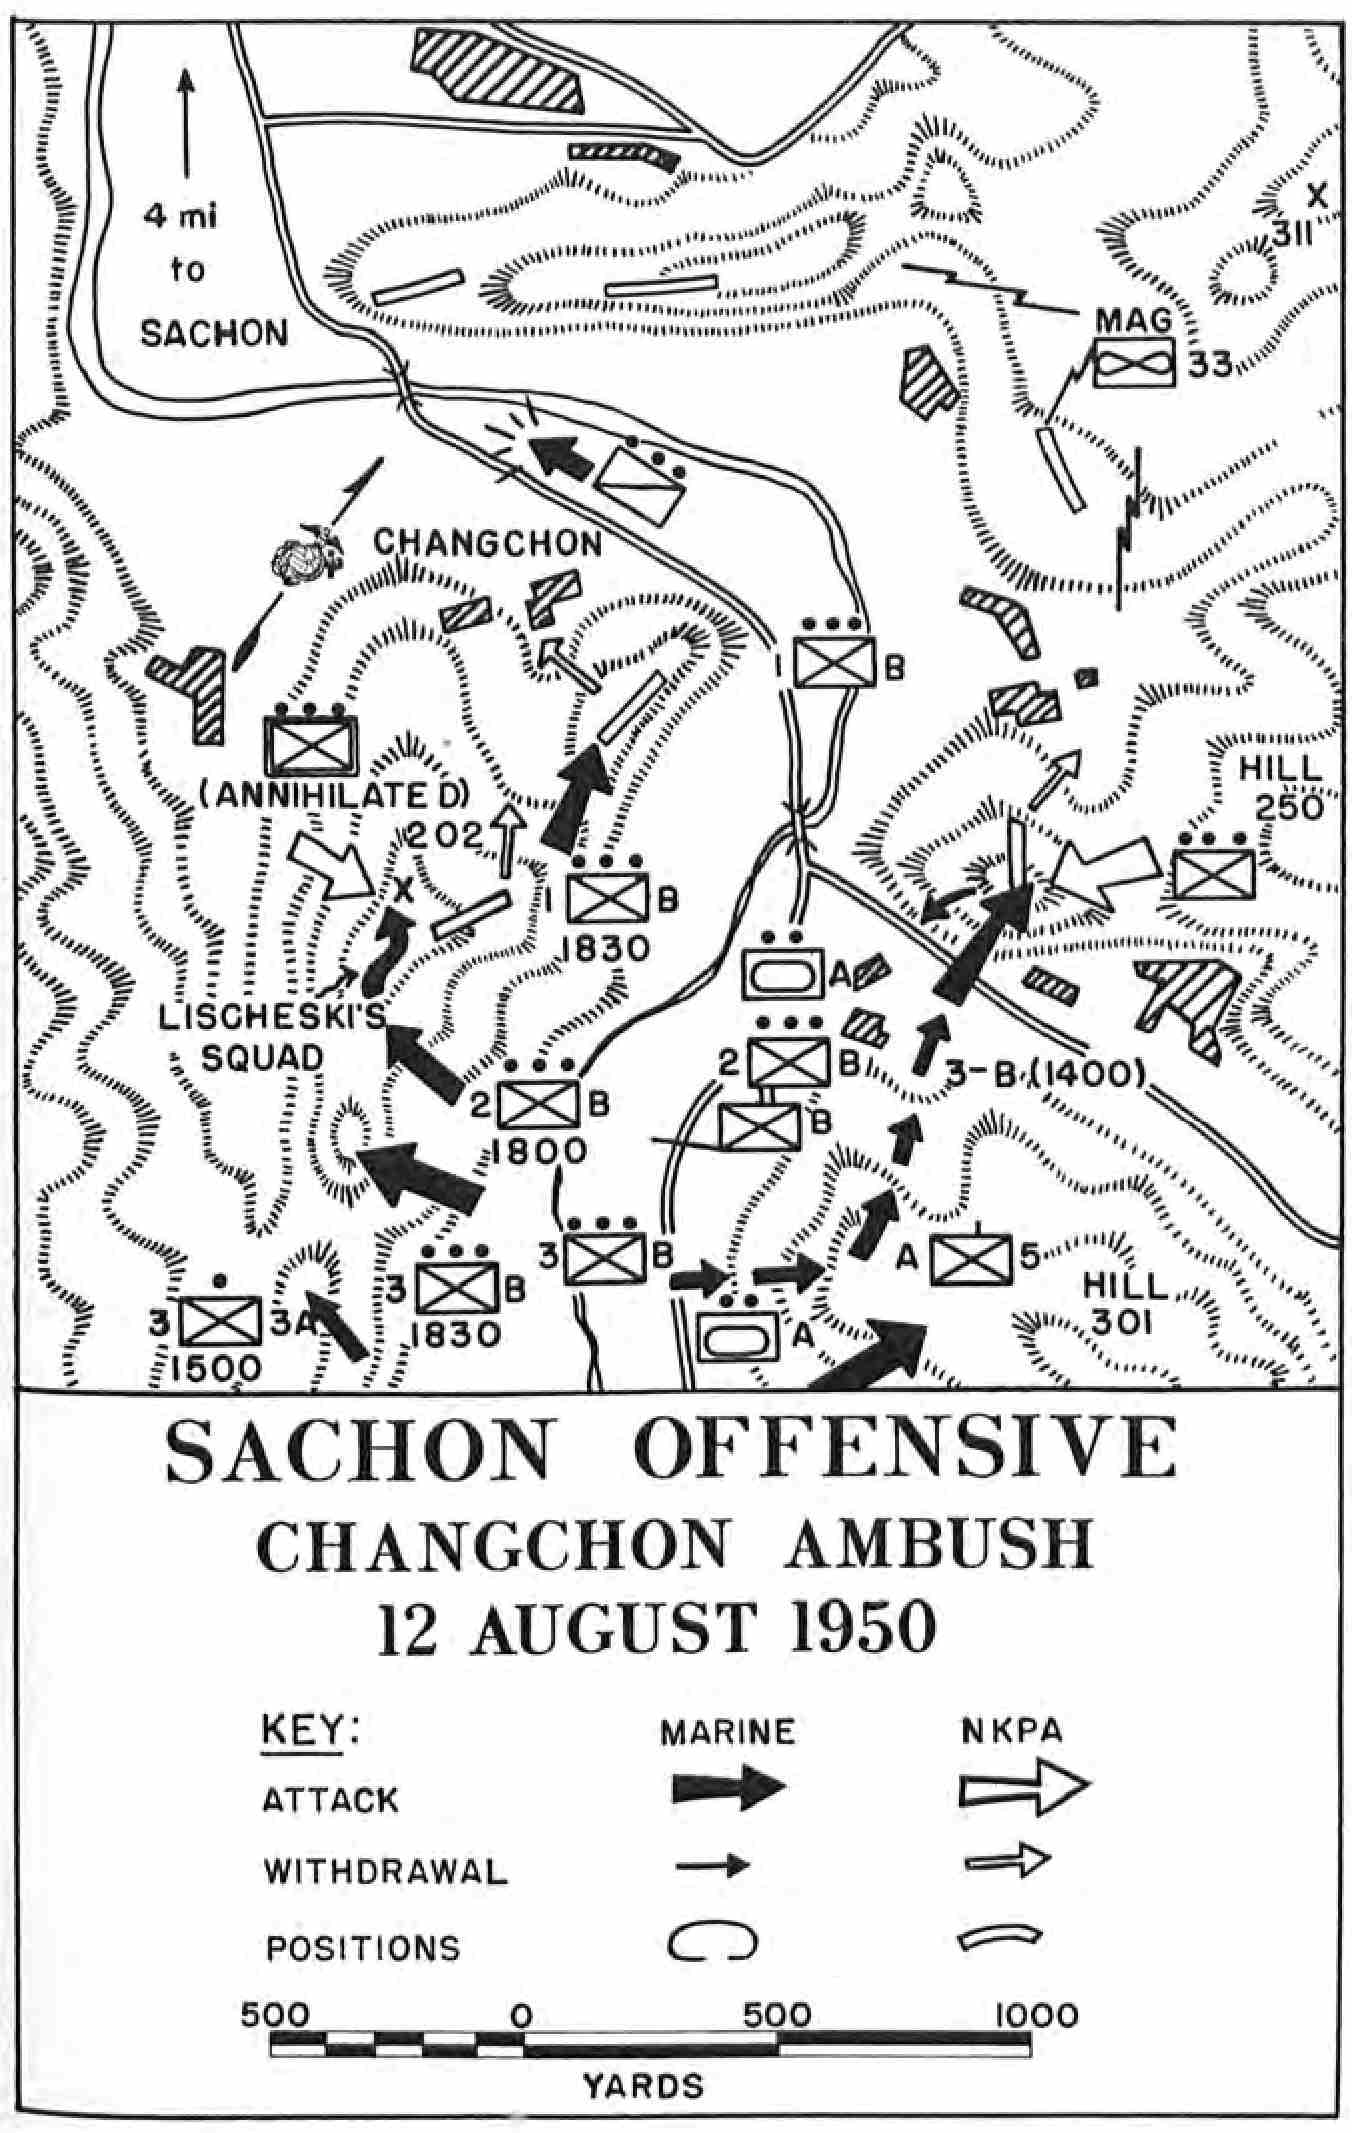 4 mi
to
SACHON
X
311
MAG
33
CHANGCHON
B
(ANNIHILATED)
202
X
HILL
250
1 B
1830
A
LISCHESKI'S
SQUAD
2 B
3-B (1400)
2 B
1800
B
3 B
A 5
HILL
301
3 3A
1500
3 B
1830
A
SACHON OFFENSIVE
CHANGCHON AMBUSH
12 AUGUST 1950
KEY: MARINE NKPA
ATTACK
WITHDRAWAL
POSITIONS
500 0 500 1000
YARDS